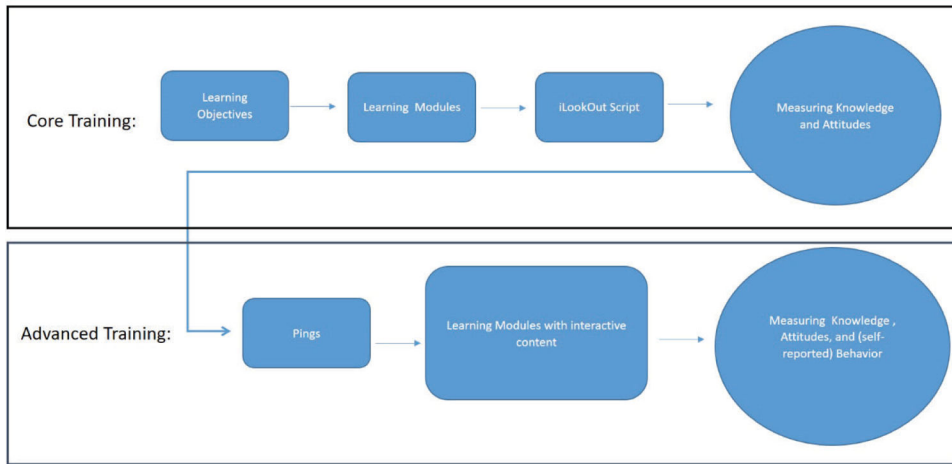 Core Training:
Learning
Objectives
Learning Modules
iLookOut Script
Measuring Knowledge
and Attitudes
Advanced Training:
Pings
Learning Modules with interactive
content
Measuring Knowledge ,
Attitudes, and (self-
reported) Behavior